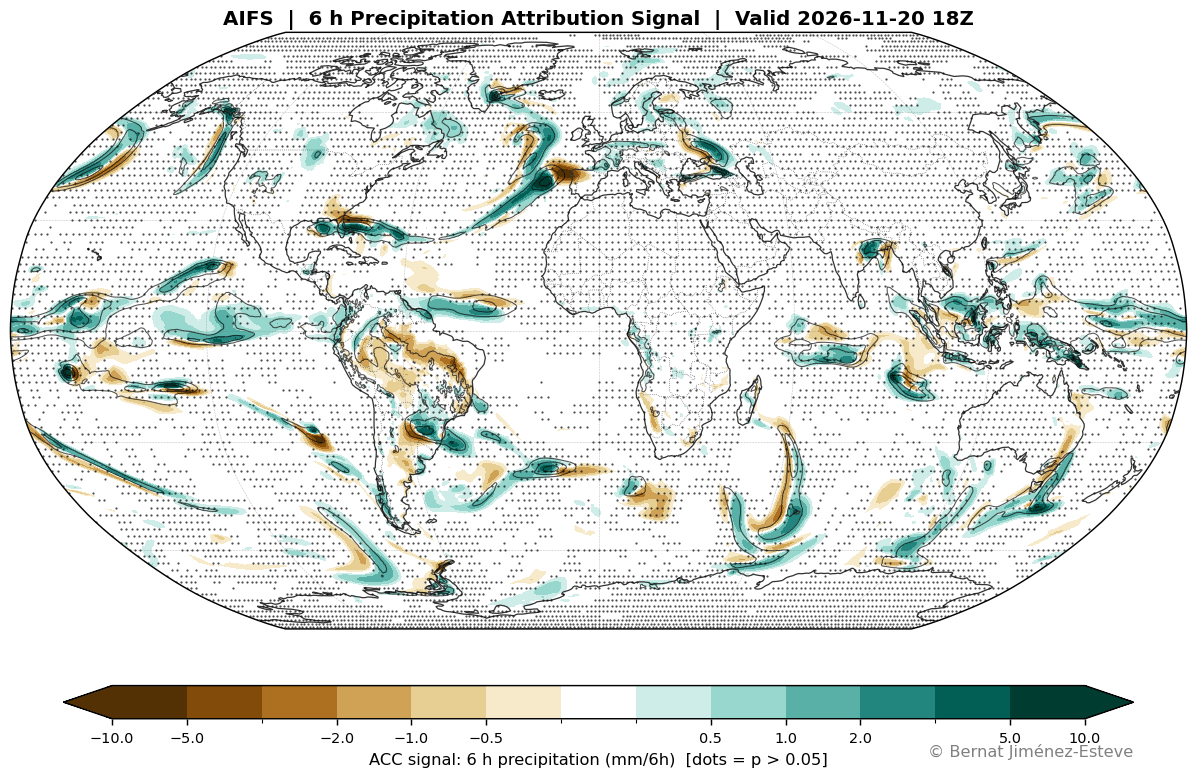 AIFS | 6 h Precipitation Attribution Signal | Valid 2026-11-20 18Z
−10.0 −5.0 −2.0 −1.0 −0.5 0.5 1.0 2.0 5.0 10.0
ACC signal: 6 h precipitation (mm/6h) [dots = p > 0.05]
© Bernat Jiménez-Esteve